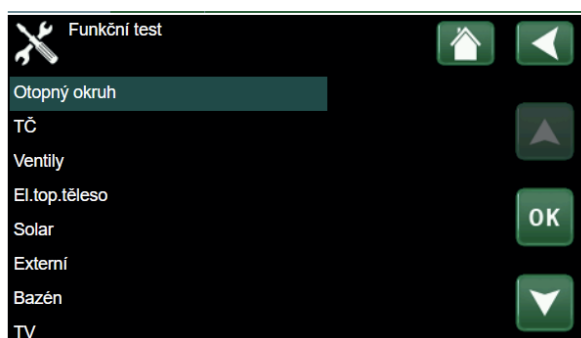 Funkční test
Otopný okruh
TČ
Ventily
El.top.těleso
Solar
OK
Externí
Bazén
TV